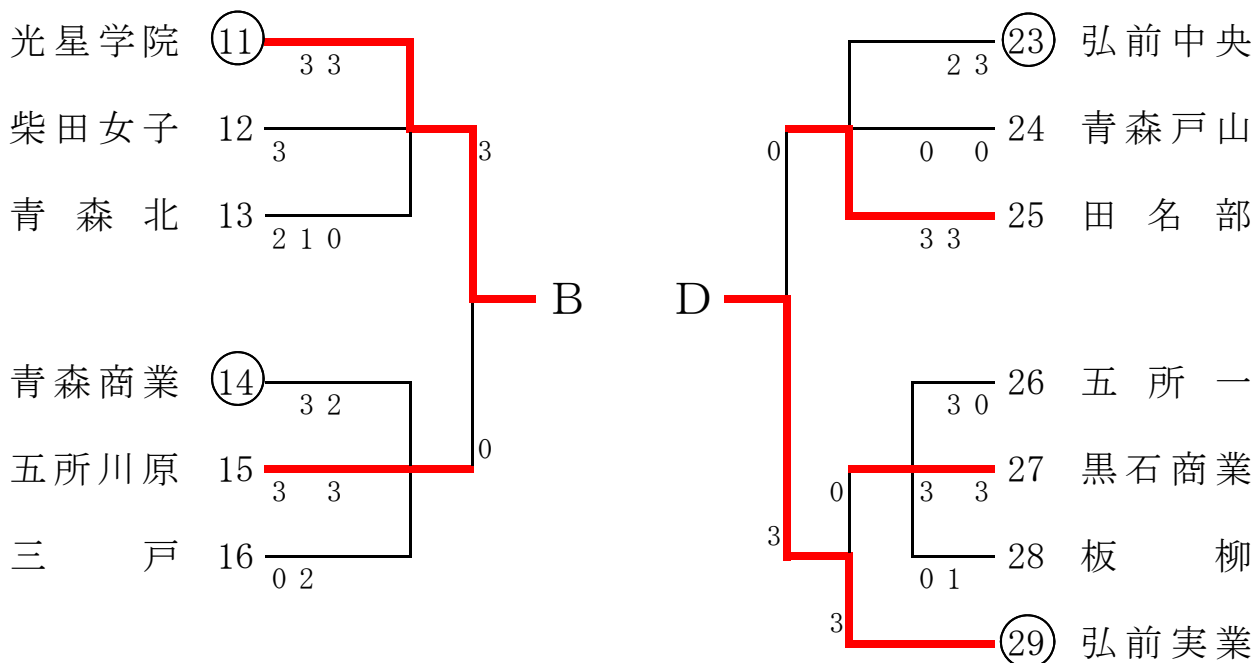 光星学院 11
3 3
柴田女子 12
3
3
青森北 13
2 1 0
B
青森商業 14
3 2
0
五所川原 15
3 3
三戸 16
0 2
23 弘前中央
2 3
24 青森戸山
0
0 0
25 田名部
3 3
D
26 五所一
3 0
27 黒石商業
0
3 3
3
28 板柳
0 1
3
29 弘前実業